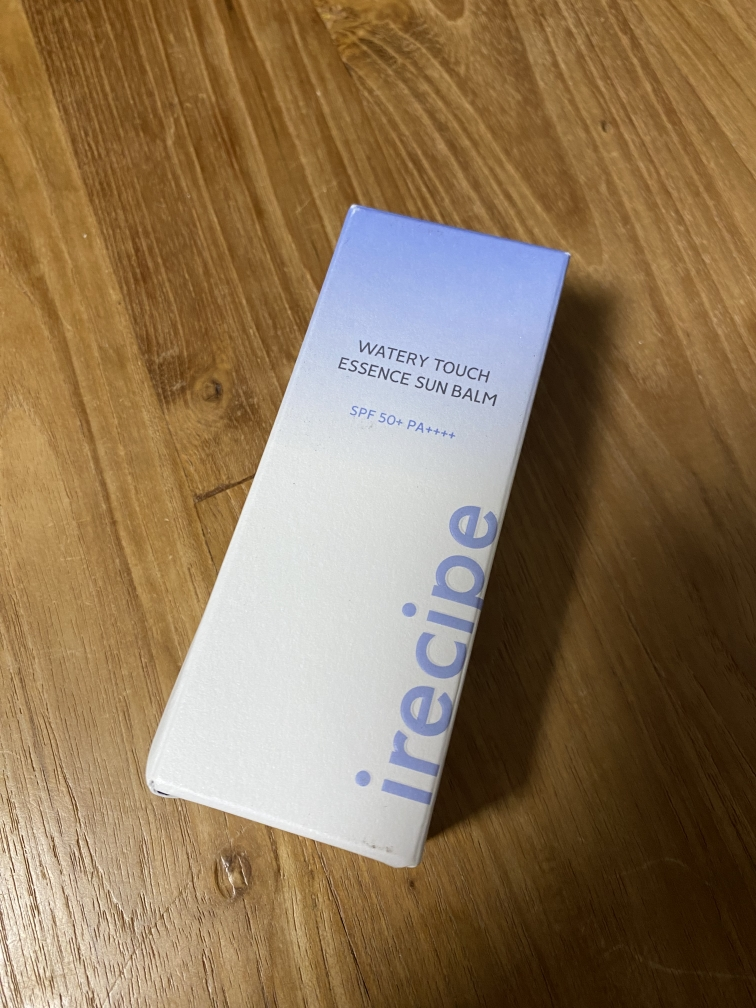 WATERY TOUCH
ESSENCE SUN BALM
SPF 50+ PA++++
irecipe